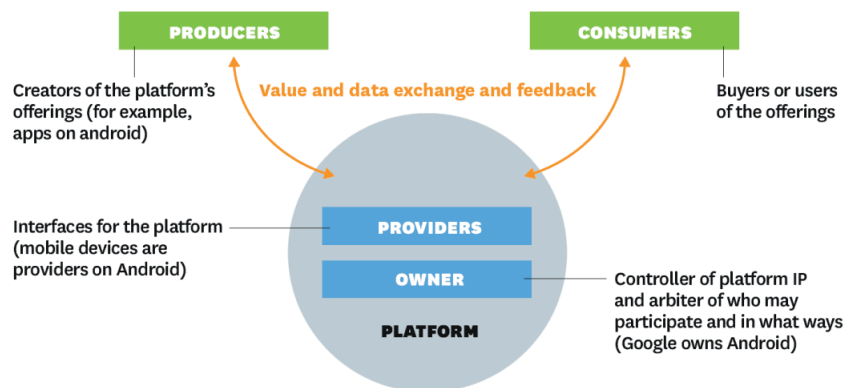 PRODUCERS
CONSUMERS
Creators of the platform's
offerings (for example,
apps on android)
Value and data exchange and feedback
Buyers or users
of the offerings
Interfaces for the platform
(mobile devices are
providers on Android)
PROVIDERS
OWNER
Controller of platform IP
and arbiter of who may
participate and in what ways
(Google owns Android)
PLATFORM